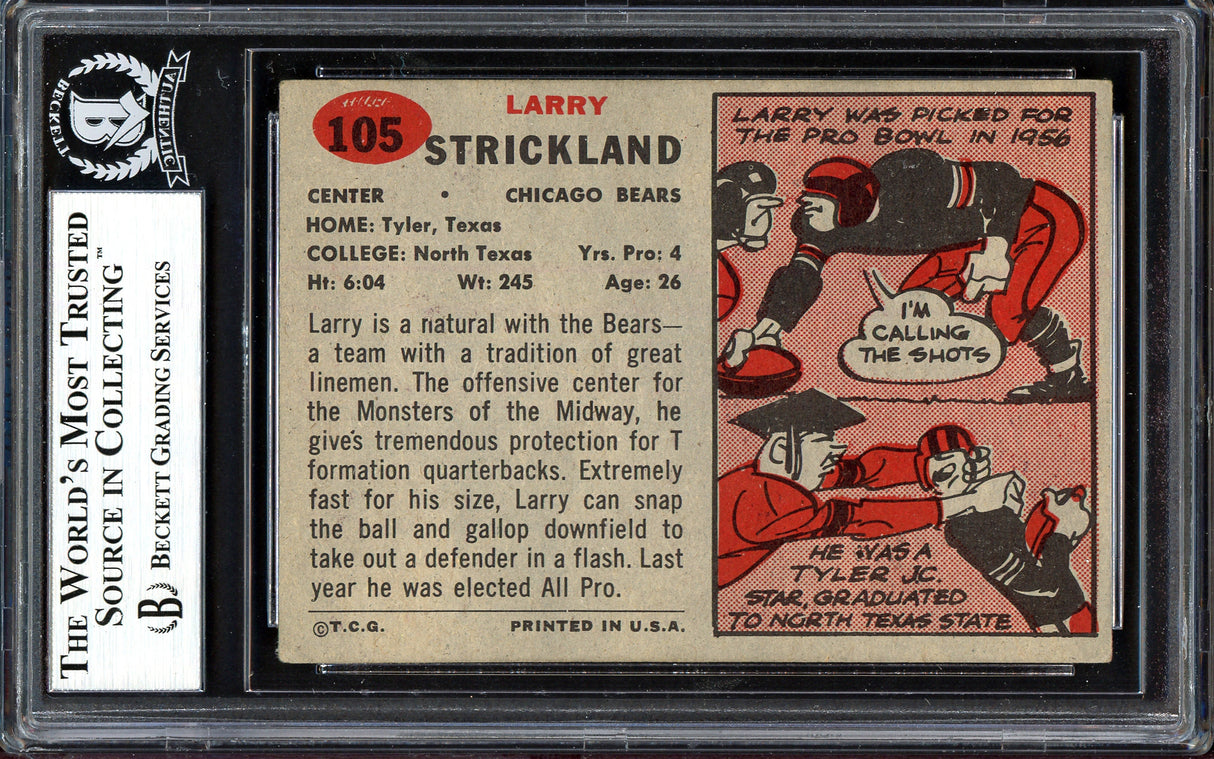 BECKETT
AUTHENTIC
B
THE WORLD'S MOST TRUSTED
SOURCE IN COLLECTING™
B BECKETT GRADING SERVICES
105
LARRY
STRICKLAND
CENTER • CHICAGO BEARS
HOME: Tyler, Texas
COLLEGE: North Texas Yrs. Pro: 4
Ht: 6:04 Wt: 245 Age: 26
Larry is a natural with the Bears—
a team with a tradition of great
linemen. The offensive center for
the Monsters of the Midway, he
gives tremendous protection for T
formation quarterbacks. Extremely
fast for his size, Larry can snap
the ball and gallop downfield to
take out a defender in a flash. Last
year he was elected All Pro.
©T.C.G. PRINTED IN U.S.A.
LARRY WAS PICKED FOR
THE PRO BOWL IN 1956
I'M
CALLING
THE SHOTS
HE WAS A
TYLER JC
STAR, GRADUATED
TO NORTH TEXAS STATE